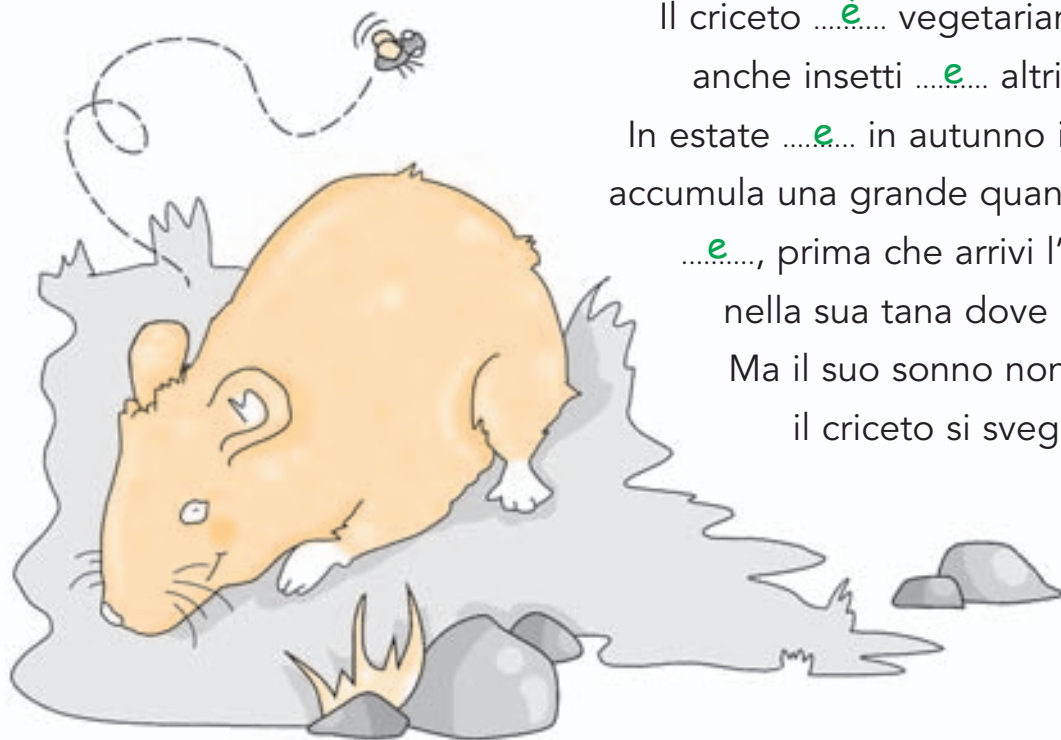 Il criceto ....è.... vegetarian
anche insetti ....e.... altri
In estate ....e.... in autunno i
accumula una grande quan
....e...., prima che arrivi l'
nella sua tana dove
Ma il suo sonno non
il criceto si sveg